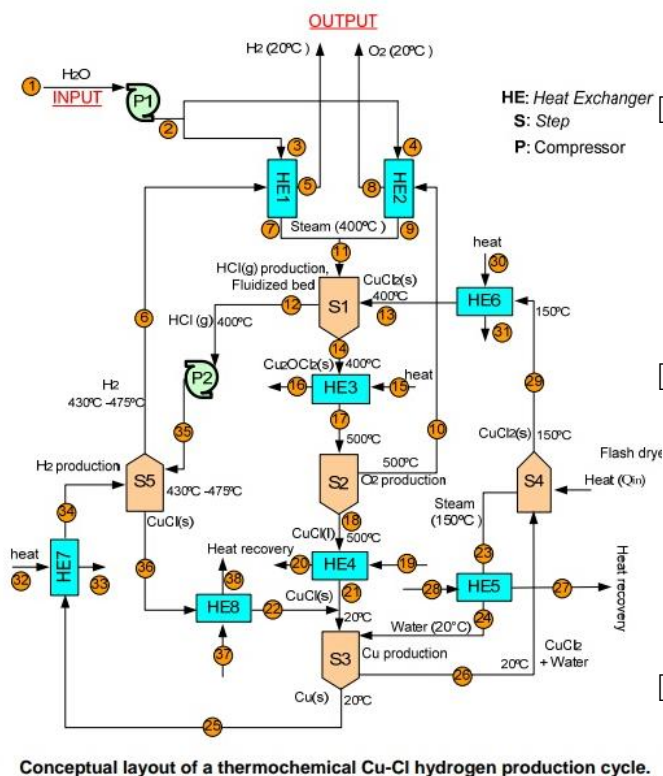 OUTPUT
H2 (20ºC )
O2 (20ºC )
1
H2O
INPUT
P1
2
3
4
HE: Heat Exchanger
S: Step
P: Compressor
HE1
5
8
HE2
7
9
Steam (400ºC)
11
HCl(g) production,
Fluidized bed
CuCl2(s)
400ºC
heat
30
HE6
12
S1
13
31
150ºC
6
HCl (g)
400ºC
14
Cu2OCl2(s)
400ºC
P2
16
HE3
15
heat
10
29
H2
430ºC -475ºC
17
35
500ºC
CuCl2(s)
150ºC
H2 production
S5
430ºC -475ºC
S2
500ºC
O2 production
S4
Flash drye
Heat (Qin)
34
CuCl(s)
18
Steam
(150ºC)
CuCl(l)
500ºC
23
heat
32
HE7
33
36
Heat recovery
38
20
HE4
19
21
28
HE5
27
Heat recovery
HE8
22
CuCl(s)
20ºC
24
Water (20°C)
37
S3
Cu production
CuCl2
+ Water
26
20ºC
Cu(s)
20ºC
25
Conceptual layout of a thermochemical Cu-Cl hydrogen production cycle.